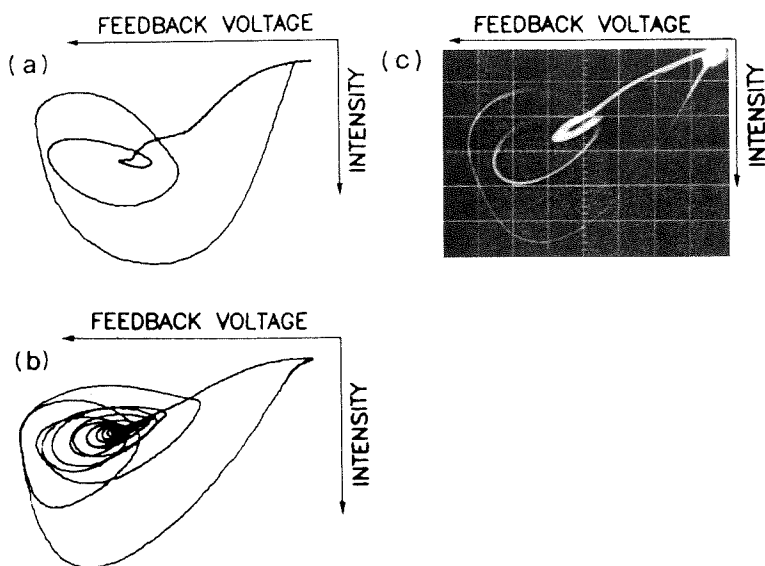 FEEDBACK VOLTAGE
(a)
INTENSITY
FEEDBACK VOLTAGE
(c)
INTENSITY
FEEDBACK VOLTAGE
(b)
INTENSITY